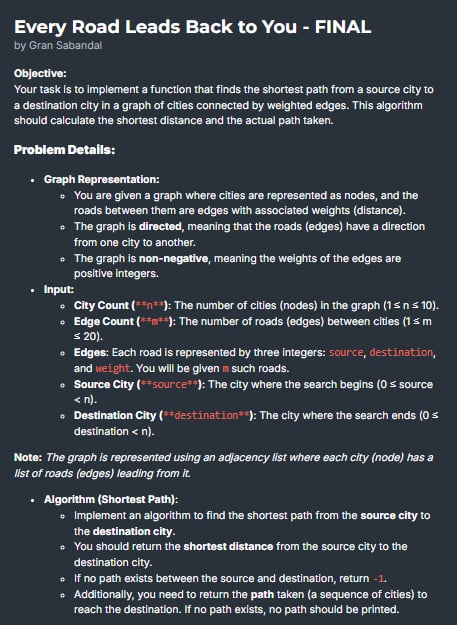 Every Road Leads Back to You - FINAL
by Gran Sabandal
Objective:
Your task is to implement a function that finds the shortest path from a source city to
a destination city in a graph of cities connected by weighted edges. This algorithm
should calculate the shortest distance and the actual path taken.
Problem Details:
• Graph Representation:
◦ You are given a graph where cities are represented as nodes, and the
roads between them are edges with associated weights (distance).
◦ The graph is directed, meaning that the roads (edges) have a direction
from one city to another.
◦ The graph is non-negative, meaning the weights of the edges are
positive integers.
• Input:
◦ City Count (**n**): The number of cities (nodes) in the graph (1 ≤ n ≤ 10).
◦ Edge Count (**m**): The number of roads (edges) between cities (1 ≤ m
≤ 20).
◦ Edges: Each road is represented by three integers: source, destination,
and weight. You will be given m such roads.
◦ Source City (**source**): The city where the search begins (0 ≤ source
< n).
◦ Destination City (**destination**): The city where the search ends (0 ≤
destination < n).
Note: The graph is represented using an adjacency list where each city (node) has a
list of roads (edges) leading from it.
• Algorithm (Shortest Path):
◦ Implement an algorithm to find the shortest path from the source city to
the destination city.
◦ You should return the shortest distance from the source city to the
destination city.
◦ If no path exists between the source and destination, return -1.
◦ Additionally, you need to return the path taken (a sequence of cities) to
reach the destination. If no path exists, no path should be printed.